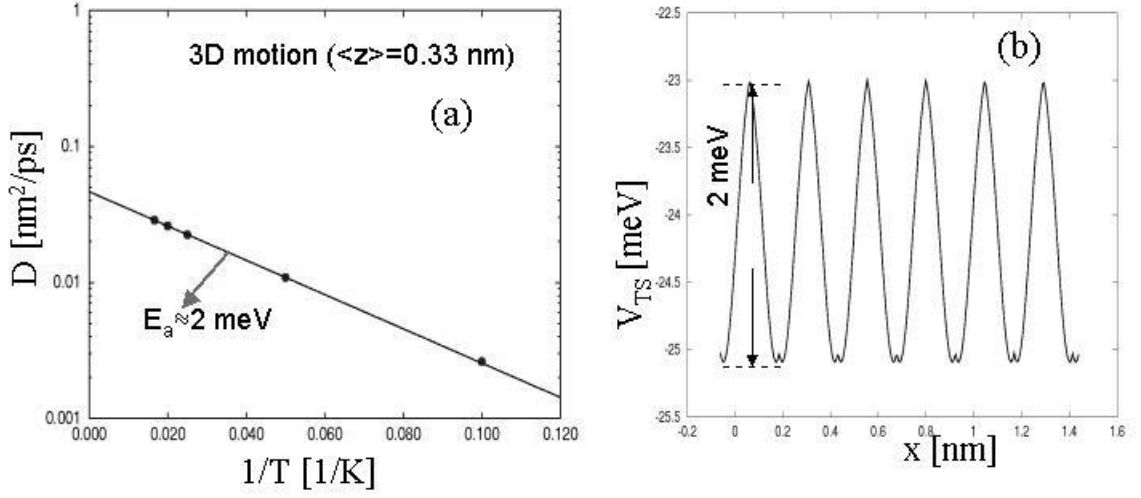 3D motion (<z>=0.33 nm)
(a)
1
0.1
0.01
0.001
D [nm²/ps]
Eₐ≈2 meV
0.000 0.020 0.040 0.060 0.080 0.100 0.120
1/T [1/K]
(b)
-22.5
-23
-23.5
-24
-24.5
-25
-25.5
V_TS [meV]
2 meV
-0.2 0 0.2 0.4 0.6 0.8 1 1.2 1.4 1.6
x [nm]